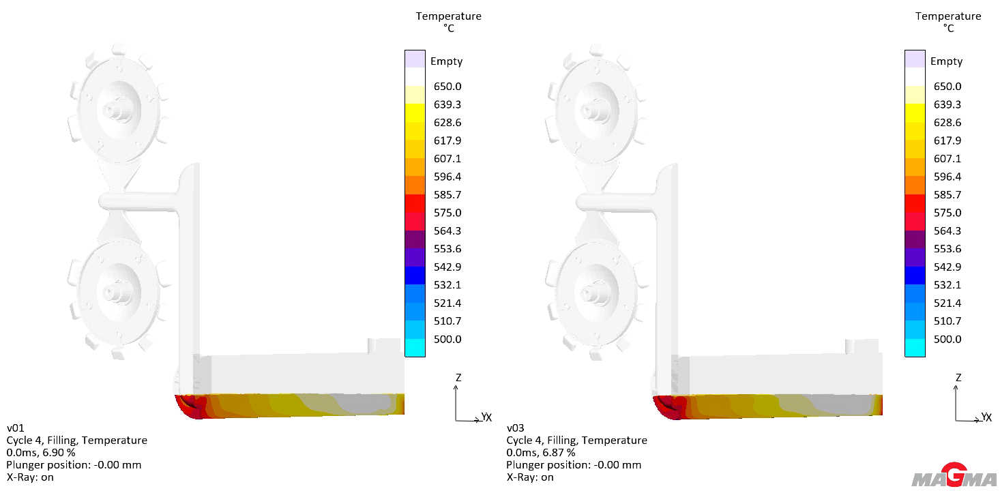 Temperature
°C
Empty
650.0
639.3
628.6
617.9
607.1
596.4
585.7
575.0
564.3
553.6
542.9
532.1
521.4
510.7
500.0
Z
YX
v01
Cycle 4, Filling, Temperature
0.0ms, 6.90 %
Plunger position: -0.00 mm
X-Ray: on
Temperature
°C
Empty
650.0
639.3
628.6
617.9
607.1
596.4
585.7
575.0
564.3
553.6
542.9
532.1
521.4
510.7
500.0
Z
YX
v03
Cycle 4, Filling, Temperature
0.0ms, 6.87 %
Plunger position: -0.00 mm
X-Ray: on
MAGMA